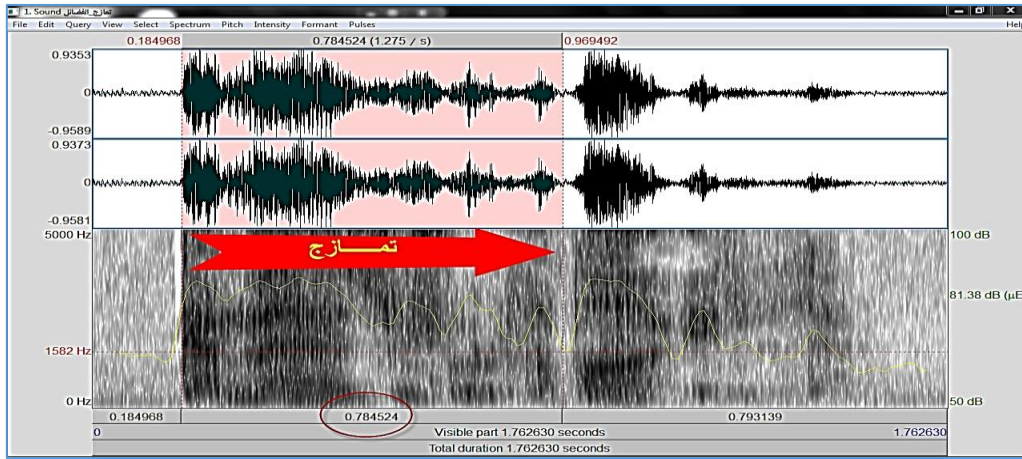 1. Sound تمازج_الفضائل
File Edit Query View Select Spectrum Pitch Intensity Formant Pulses Help
0.184968 0.784524 (1.275 / s) 0.969492
0.9353
0
-0.9589
0.9373
0
-0.9581
5000 Hz 100 dB
تمــــازج
81.38 dB (µE
1582 Hz
0 Hz 50 dB
0.184968 0.784524 0.793139
0 Visible part 1.762630 seconds 1.762630
Total duration 1.762630 seconds